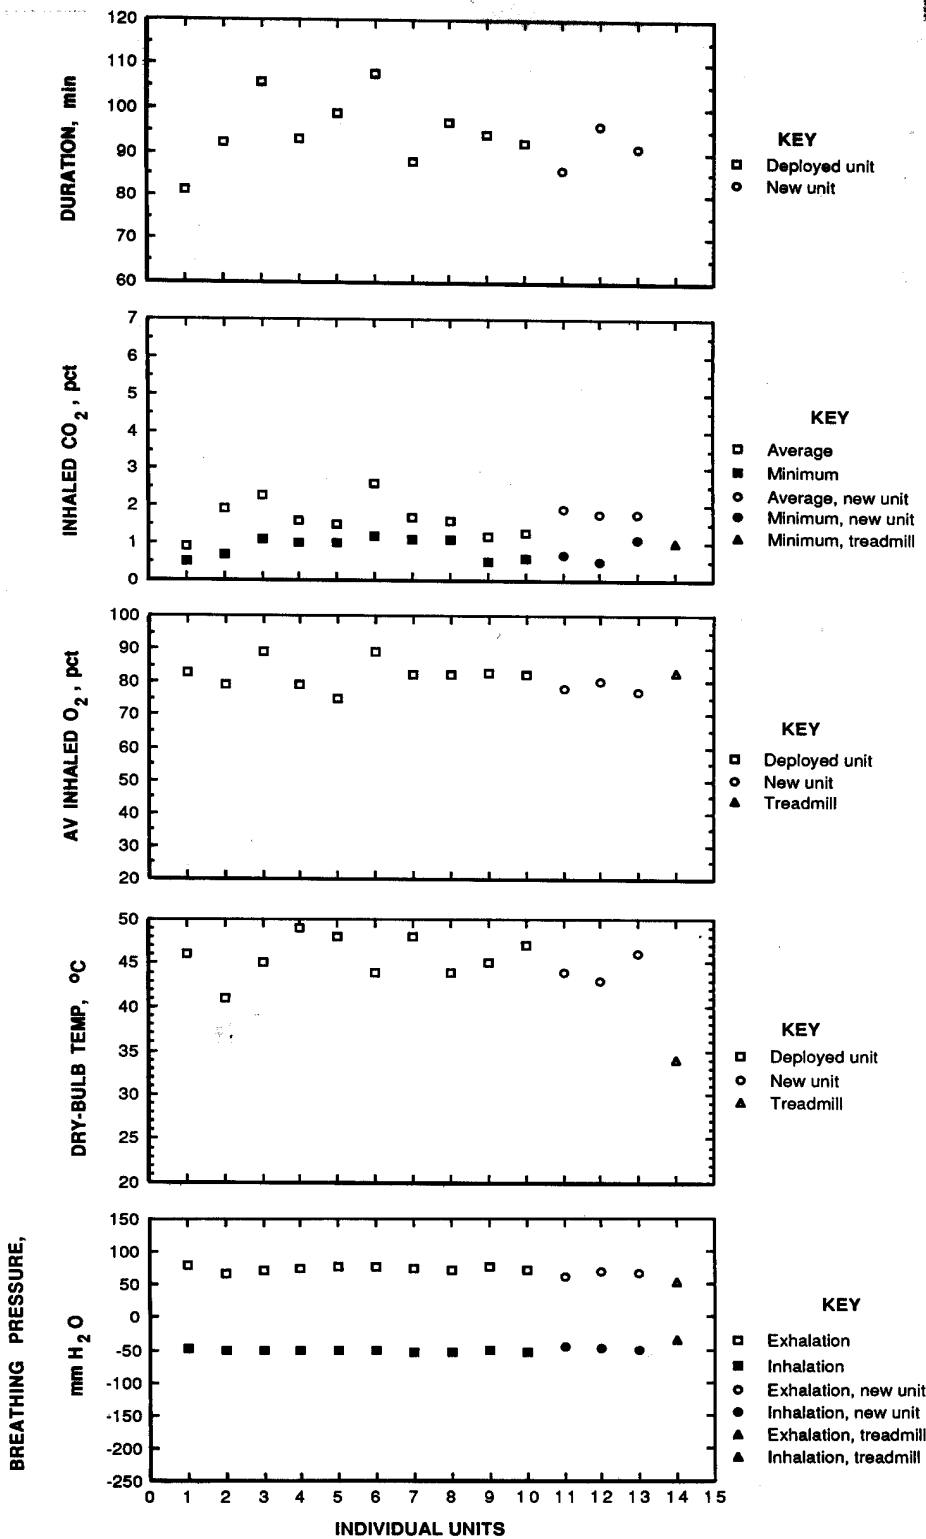 120
110
100
90
80
70
60
DURATION, min
KEY
Deployed unit
New unit
7
6
5
4
3
2
1
0
INHALED CO2, pct
KEY
Average
Minimum
Average, new unit
Minimum, new unit
Minimum, treadmill
100
90
80
70
60
50
40
30
20
AV INHALED O2, pct
KEY
Deployed unit
New unit
Treadmill
50
45
40
35
30
25
20
DRY-BULB TEMP, °C
KEY
Deployed unit
New unit
Treadmill
150
100
50
0
-50
-100
-150
-200
-250
BREATHING PRESSURE,
mm H2O
KEY
Exhalation
Inhalation
Exhalation, new unit
Inhalation, new unit
Exhalation, treadmill
Inhalation, treadmill
0 1 2 3 4 5 6 7 8 9 10 11 12 13 14 15
INDIVIDUAL UNITS